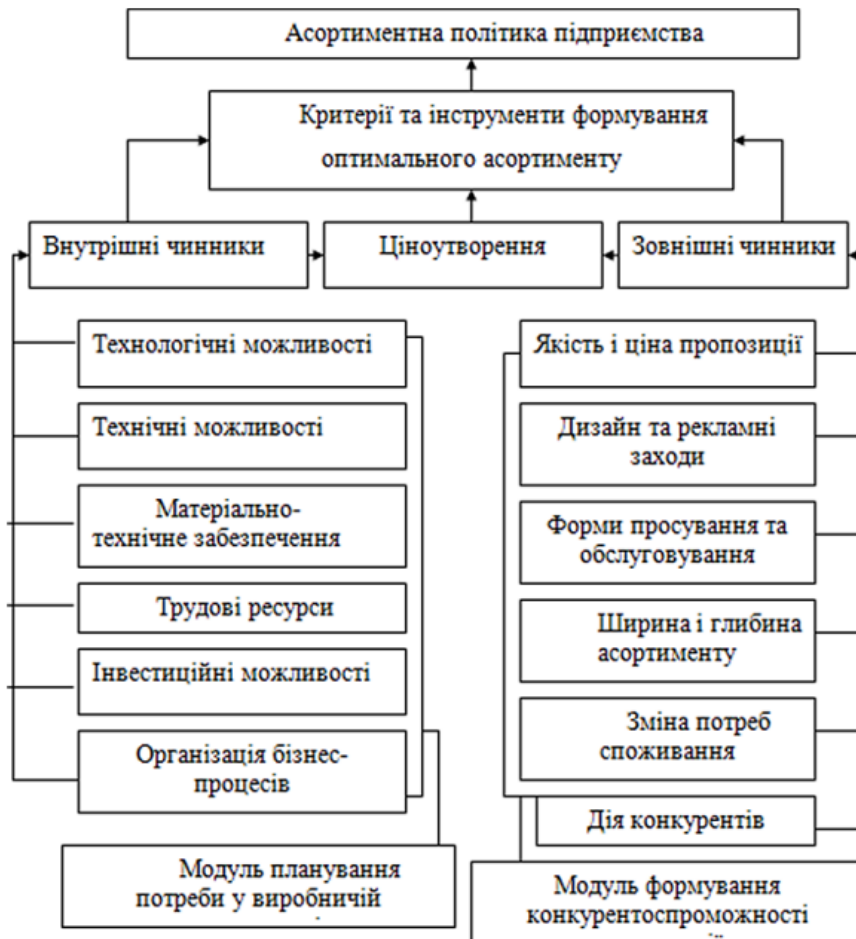 Асортиментна політика підприємства
Критерії та інструменти формування
оптимального асортименту
Внутрішні чинники
Ціноутворення
Зовнішні чинники
Технологічні можливості
Технічні можливості
Матеріально-
технічне забезпечення
Трудові ресурси
Інвестиційні можливості
Організація бізнес-
процесів
Модуль планування
потреби у виробничій
Якість і ціна пропозиції
Дизайн та рекламні
заходи
Форми просування та
обслуговування
Ширина і глибина
асортименту
Зміна потреб
споживання
Дія конкурентів
Модуль формування
конкурентоспроможності